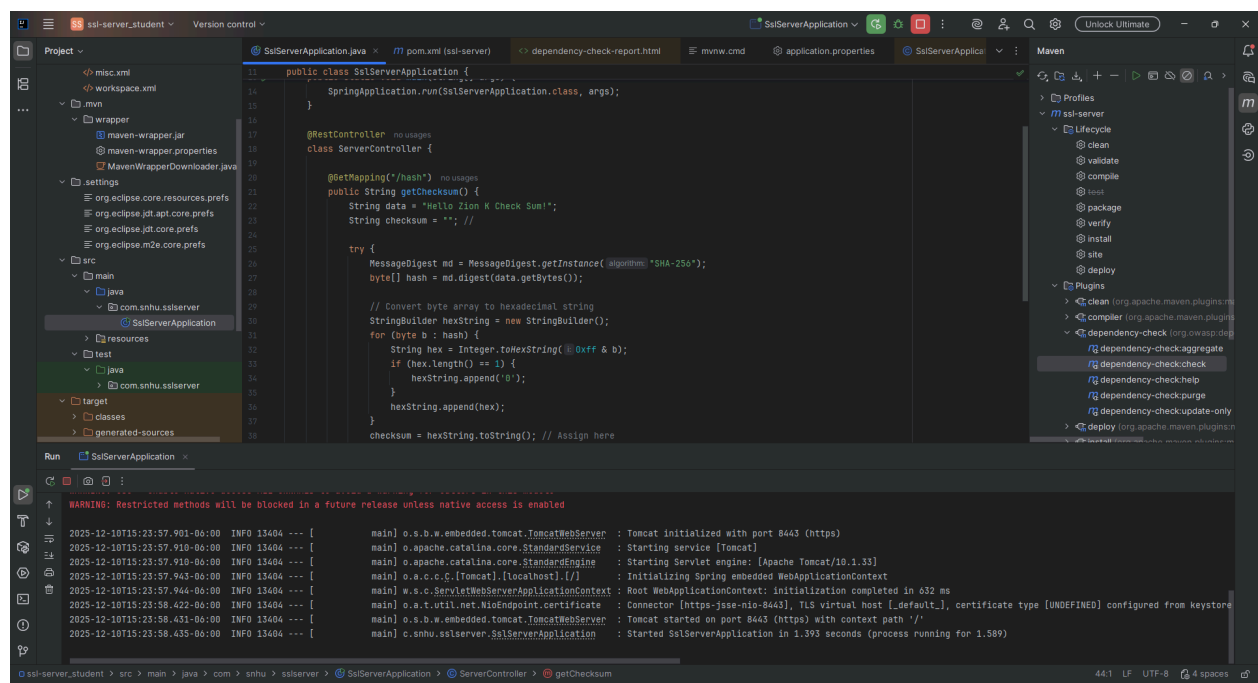 SS ssl-server_student Version control SslServerApplication Unlock Ultimate
Project
SslServerApplication.java pom.xml (ssl-server) dependency-check-report.html mvnw.cmd application.properties SslServerApplica
Maven
misc.xml
workspace.xml
.mvn
wrapper
maven-wrapper.jar
maven-wrapper.properties
MavenWrapperDownloader.java
.settings
org.eclipse.core.resources.prefs
org.eclipse.jdt.apt.core.prefs
org.eclipse.jdt.core.prefs
org.eclipse.m2e.core.prefs
src
main
java
com.snhu.sslserver
SslServerApplication
resources
test
java
com.snhu.sslserver
target
classes
generated-sources
11 public class SslServerApplication {
14 SpringApplication.run(SslServerApplication.class, args);
15 }
16
17 @RestController no usages
18 class ServerController {
19
20 @GetMapping("/hash") no usages
21 public String getChecksum() {
22 String data = "Hello Zion K Check Sum!";
23 String checksum = ""; //
24
25 try {
26 MessageDigest md = MessageDigest.getInstance( algorithm: "SHA-256");
27 byte[] hash = md.digest(data.getBytes());
28
29 // Convert byte array to hexadecimal string
30 StringBuilder hexString = new StringBuilder();
31 for (byte b : hash) {
32 String hex = Integer.toHexString( i: 0xff & b);
33 if (hex.length() == 1) {
34 hexString.append('0');
35 }
36 hexString.append(hex);
37 }
38 checksum = hexString.toString(); // Assign here
Profiles
ssl-server
Lifecycle
clean
validate
compile
test
package
verify
install
site
deploy
Plugins
clean (org.apache.maven.plugins:ma
compiler (org.apache.maven.plugins
dependency-check (org.owasp:dep
dependency-check:aggregate
dependency-check:check
dependency-check:help
dependency-check:purge
dependency-check:update-only
deploy (org.apache.maven.plugins:n
install (org.apache.maven.plugins:m
Run SslServerApplication
WARNING: Restricted methods will be blocked in a future release unless native access is enabled
2025-12-10T15:23:57.901-06:00 INFO 13404 --- [ main] o.s.b.w.embedded.tomcat.TomcatWebServer : Tomcat initialized with port 8443 (https)
2025-12-10T15:23:57.910-06:00 INFO 13404 --- [ main] o.apache.catalina.core.StandardService : Starting service [Tomcat]
2025-12-10T15:23:57.910-06:00 INFO 13404 --- [ main] o.apache.catalina.core.StandardEngine : Starting Servlet engine: [Apache Tomcat/10.1.33]
2025-12-10T15:23:57.943-06:00 INFO 13404 --- [ main] o.a.c.c.C.[Tomcat].[localhost].[/] : Initializing Spring embedded WebApplicationContext
2025-12-10T15:23:57.944-06:00 INFO 13404 --- [ main] w.s.c.ServletWebServerApplicationContext : Root WebApplicationContext: initialization completed in 632 ms
2025-12-10T15:23:58.422-06:00 INFO 13404 --- [ main] o.a.t.util.net.NioEndpoint.certificate : Connector [https-jsse-nio-8443], TLS virtual host [_default_], certificate type [UNDEFINED] configured from keystore
2025-12-10T15:23:58.431-06:00 INFO 13404 --- [ main] o.s.b.w.embedded.tomcat.TomcatWebServer : Tomcat started on port 8443 (https) with context path '/'
2025-12-10T15:23:58.435-06:00 INFO 13404 --- [ main] c.snhu.sslserver.SslServerApplication : Started SslServerApplication in 1.393 seconds (process running for 1.589)
ssl-server_student > src > main > java > com > snhu > sslserver > SslServerApplication > ServerController > getChecksum 44:1 LF UTF-8 4 spaces